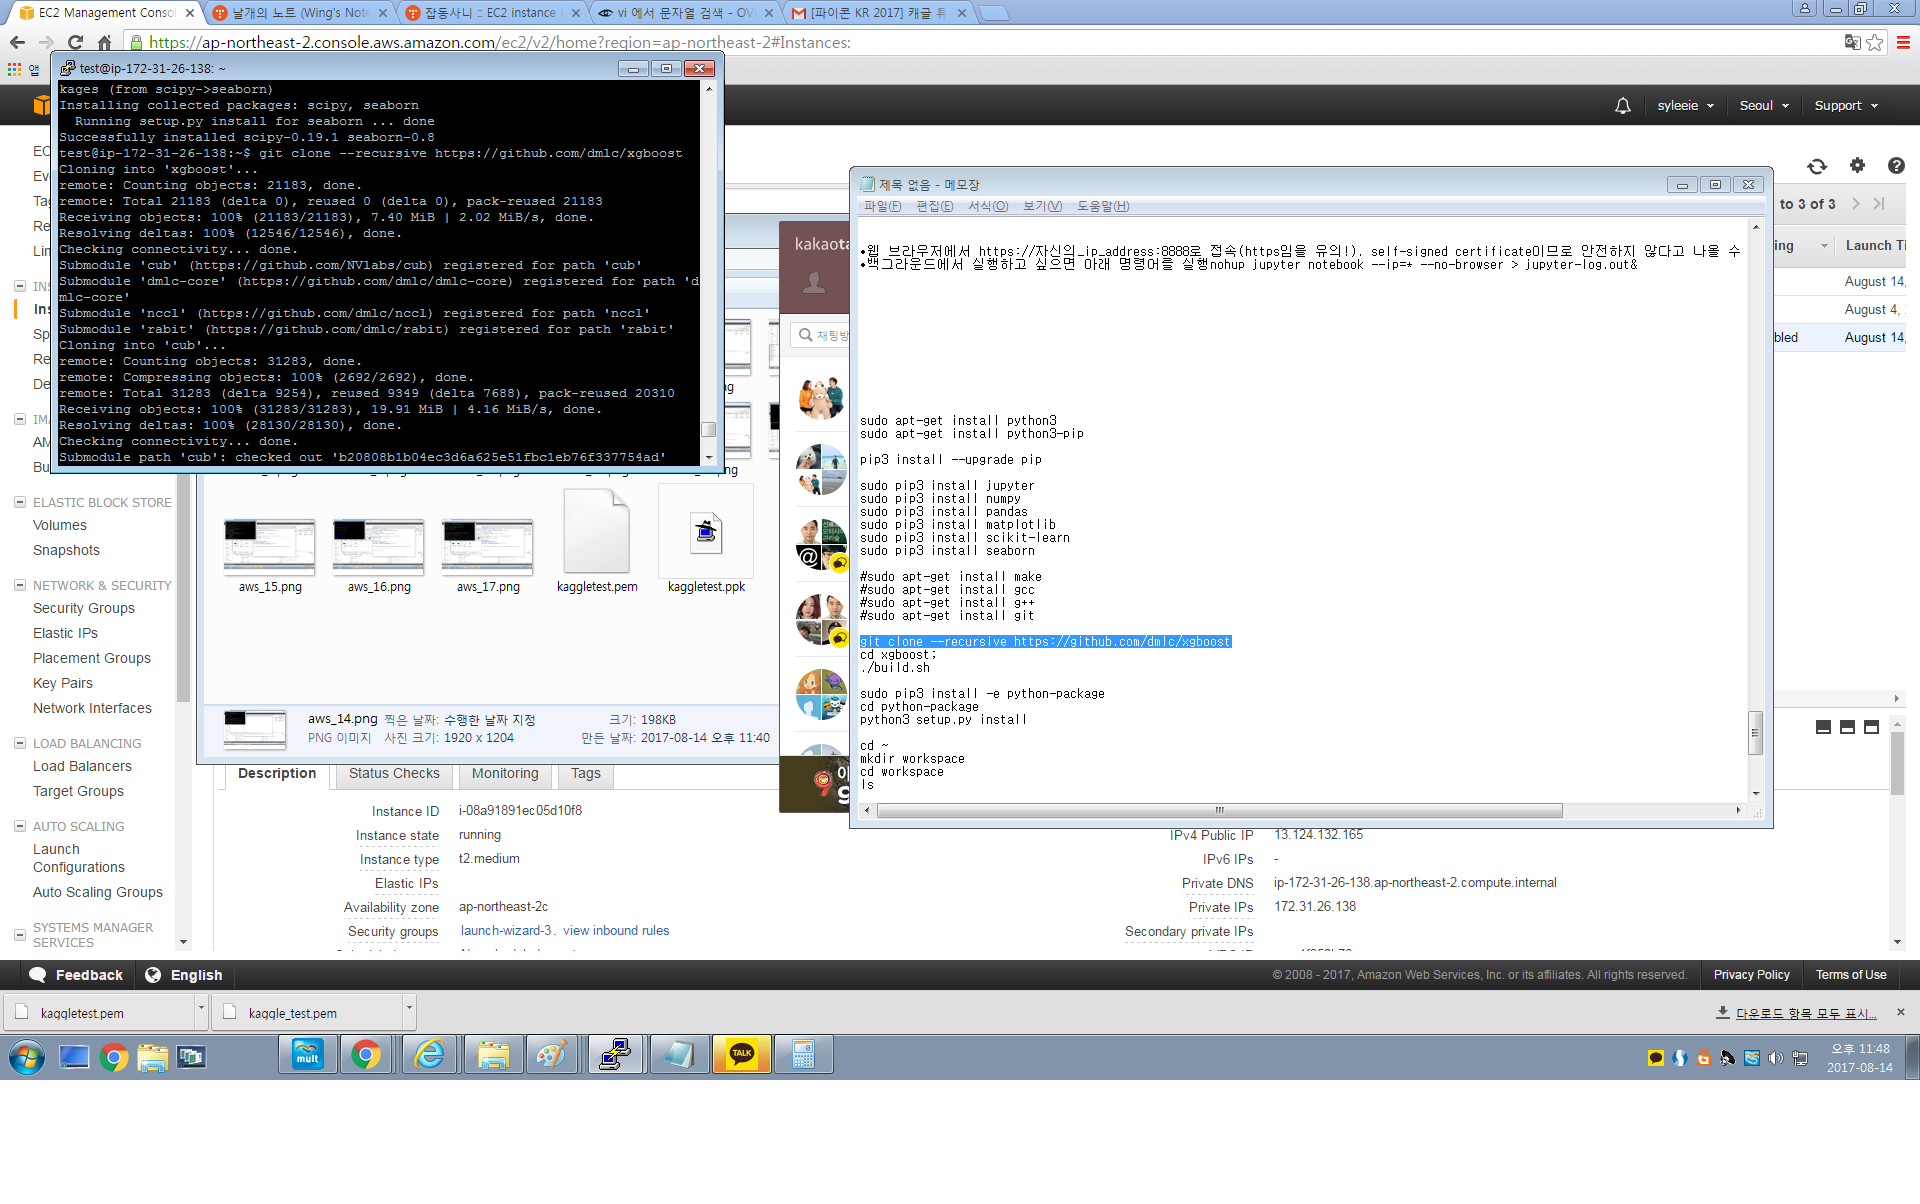 EC2 Management Conso
날개의 노트 (Wing's Note
잡동사니 :: EC2 instance
vi 에서 문자열 검색 - OV
[파이콘 KR 2017] 캐글 튜
https://ap-northeast-2.console.aws.amazon.com/ec2/v2/home?region=ap-northeast-2#Instances:
앱
test@ip-172-31-26-138: ~
kages (from scipy->seaborn)
Installing collected packages: scipy, seaborn
Running setup.py install for seaborn ... done
Successfully installed scipy-0.19.1 seaborn-0.8
test@ip-172-31-26-138:~$ git clone --recursive https://github.com/dmlc/xgboost
Cloning into 'xgboost'...
remote: Counting objects: 21183, done.
remote: Total 21183 (delta 0), reused 0 (delta 0), pack-reused 21183
Receiving objects: 100% (21183/21183), 7.40 MiB | 2.02 MiB/s, done.
Resolving deltas: 100% (12546/12546), done.
Checking connectivity... done.
Submodule 'cub' (https://github.com/NVlabs/cub) registered for path 'cub'
Submodule 'dmlc-core' (https://github.com/dmlc/dmlc-core) registered for path 'd
mlc-core'
Submodule 'nccl' (https://github.com/dmlc/nccl) registered for path 'nccl'
Submodule 'rabit' (https://github.com/dmlc/rabit) registered for path 'rabit'
Cloning into 'cub'...
remote: Counting objects: 31283, done.
remote: Compressing objects: 100% (2692/2692), done.
remote: Total 31283 (delta 9254), reused 9349 (delta 7688), pack-reused 20310
Receiving objects: 100% (31283/31283), 19.91 MiB | 4.16 MiB/s, done.
Resolving deltas: 100% (28130/28130), done.
Checking connectivity... done.
Submodule path 'cub': checked out 'b20808b1b04ec3d6a625e51fbc1eb76f337754ad'
syleeie
Seoul
Support
to 3 of 3
ing
Launch Ti
August 14,
August 4,
bled
August 14,
EC
Eve
Tag
Re
Lim
INS
Ins
Sp
Re
De
IMA
AM
Bu
ELASTIC BLOCK STORE
Volumes
Snapshots
NETWORK & SECURITY
Security Groups
Elastic IPs
Placement Groups
Key Pairs
Network Interfaces
LOAD BALANCING
Load Balancers
Target Groups
AUTO SCALING
Launch
Configurations
Auto Scaling Groups
SYSTEMS MANAGER
SERVICES
ng
ng
aws_15.png
aws_16.png
aws_17.png
kaggletest.pem
kaggletest.ppk
aws_14.png 찍은 날짜: 수행한 날짜 지정 크기: 198KB
PNG 이미지 사진 크기: 1920 x 1204 만든 날짜: 2017-08-14 오후 11:40
kakaota
채팅방
제목 없음 - 메모장
파일(F) 편집(E) 서식(O) 보기(V) 도움말(H)
•웹 브라우저에서 https://자신의_ip_address:8888로 접속(https임을 유의!). self-signed certificate이므로 안전하지 않다고 나올 수
•백그라운드에서 실행하고 싶으면 아래 명령어를 실행nohup jupyter notebook --ip=* --no-browser > jupyter-log.out&
sudo apt-get install python3
sudo apt-get install python3-pip
pip3 install --upgrade pip
sudo pip3 install jupyter
sudo pip3 install numpy
sudo pip3 install pandas
sudo pip3 install matplotlib
sudo pip3 install scikit-learn
sudo pip3 install seaborn
#sudo apt-get install make
#sudo apt-get install gcc
#sudo apt-get install g++
#sudo apt-get install git
git clone --recursive https://github.com/dmlc/xgboost
cd xgboost;
./build.sh
sudo pip3 install -e python-package
cd python-package
python3 setup.py install
cd ~
mkdir workspace
cd workspace
ls
Description
Status Checks
Monitoring
Tags
Instance ID i-08a91891ec05d10f8
Instance state running
Instance type t2.medium
Elastic IPs
Availability zone ap-northeast-2c
Security groups launch-wizard-3. view inbound rules
IPv4 Public IP 13.124.132.165
IPv6 IPs -
Private DNS ip-172-31-26-138.ap-northeast-2.compute.internal
Private IPs 172.31.26.138
Secondary private IPs
Feedback
English
© 2008 - 2017, Amazon Web Services, Inc. or its affiliates. All rights reserved.
Privacy Policy
Terms of Use
kaggletest.pem
kaggle_test.pem
다운로드 항목 모두 표시...
mult
TALK
오후 11:48
2017-08-14